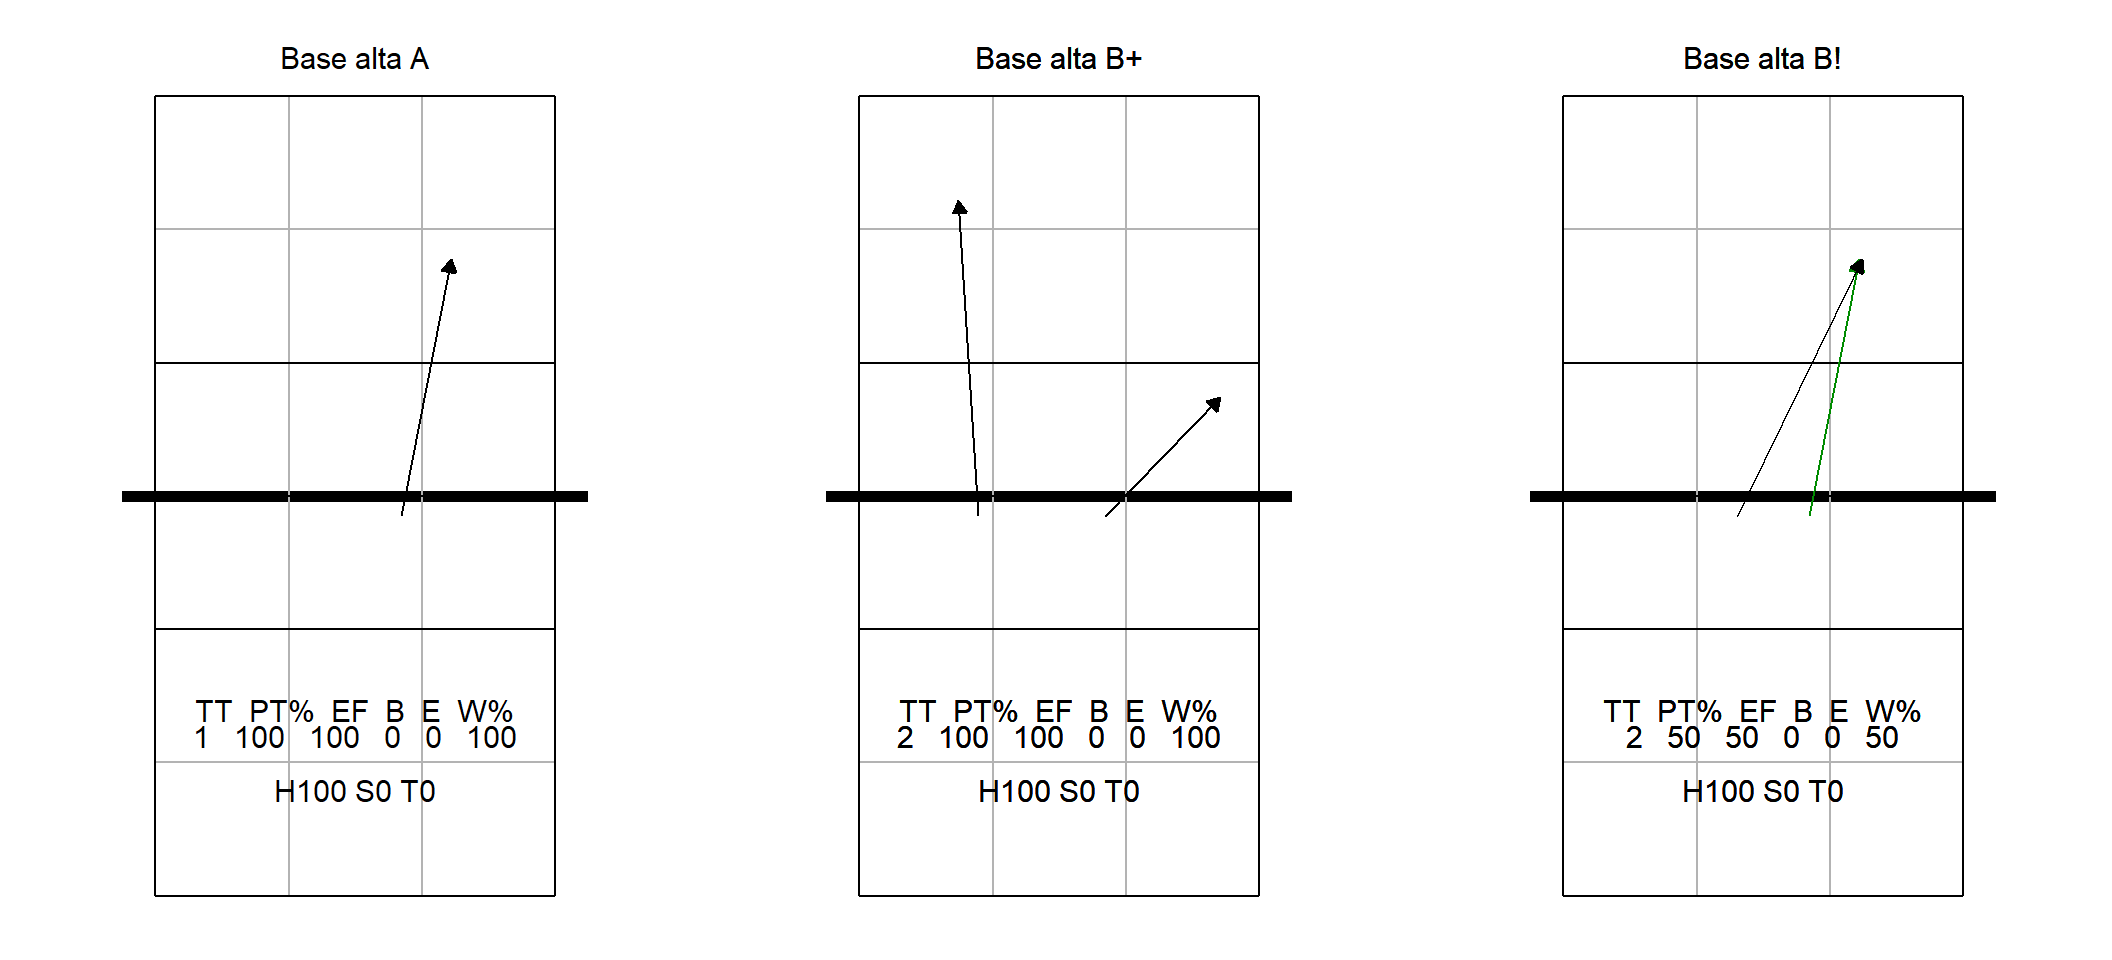 Base alta A
TT PT% EF B E W%
1 100 100 0 0 100
H100 S0 T0
Base alta B+
TT PT% EF B E W%
2 100 100 0 0 100
H100 S0 T0
Base alta B!
TT PT% EF B E W%
2 50 50 0 0 50
H100 S0 T0